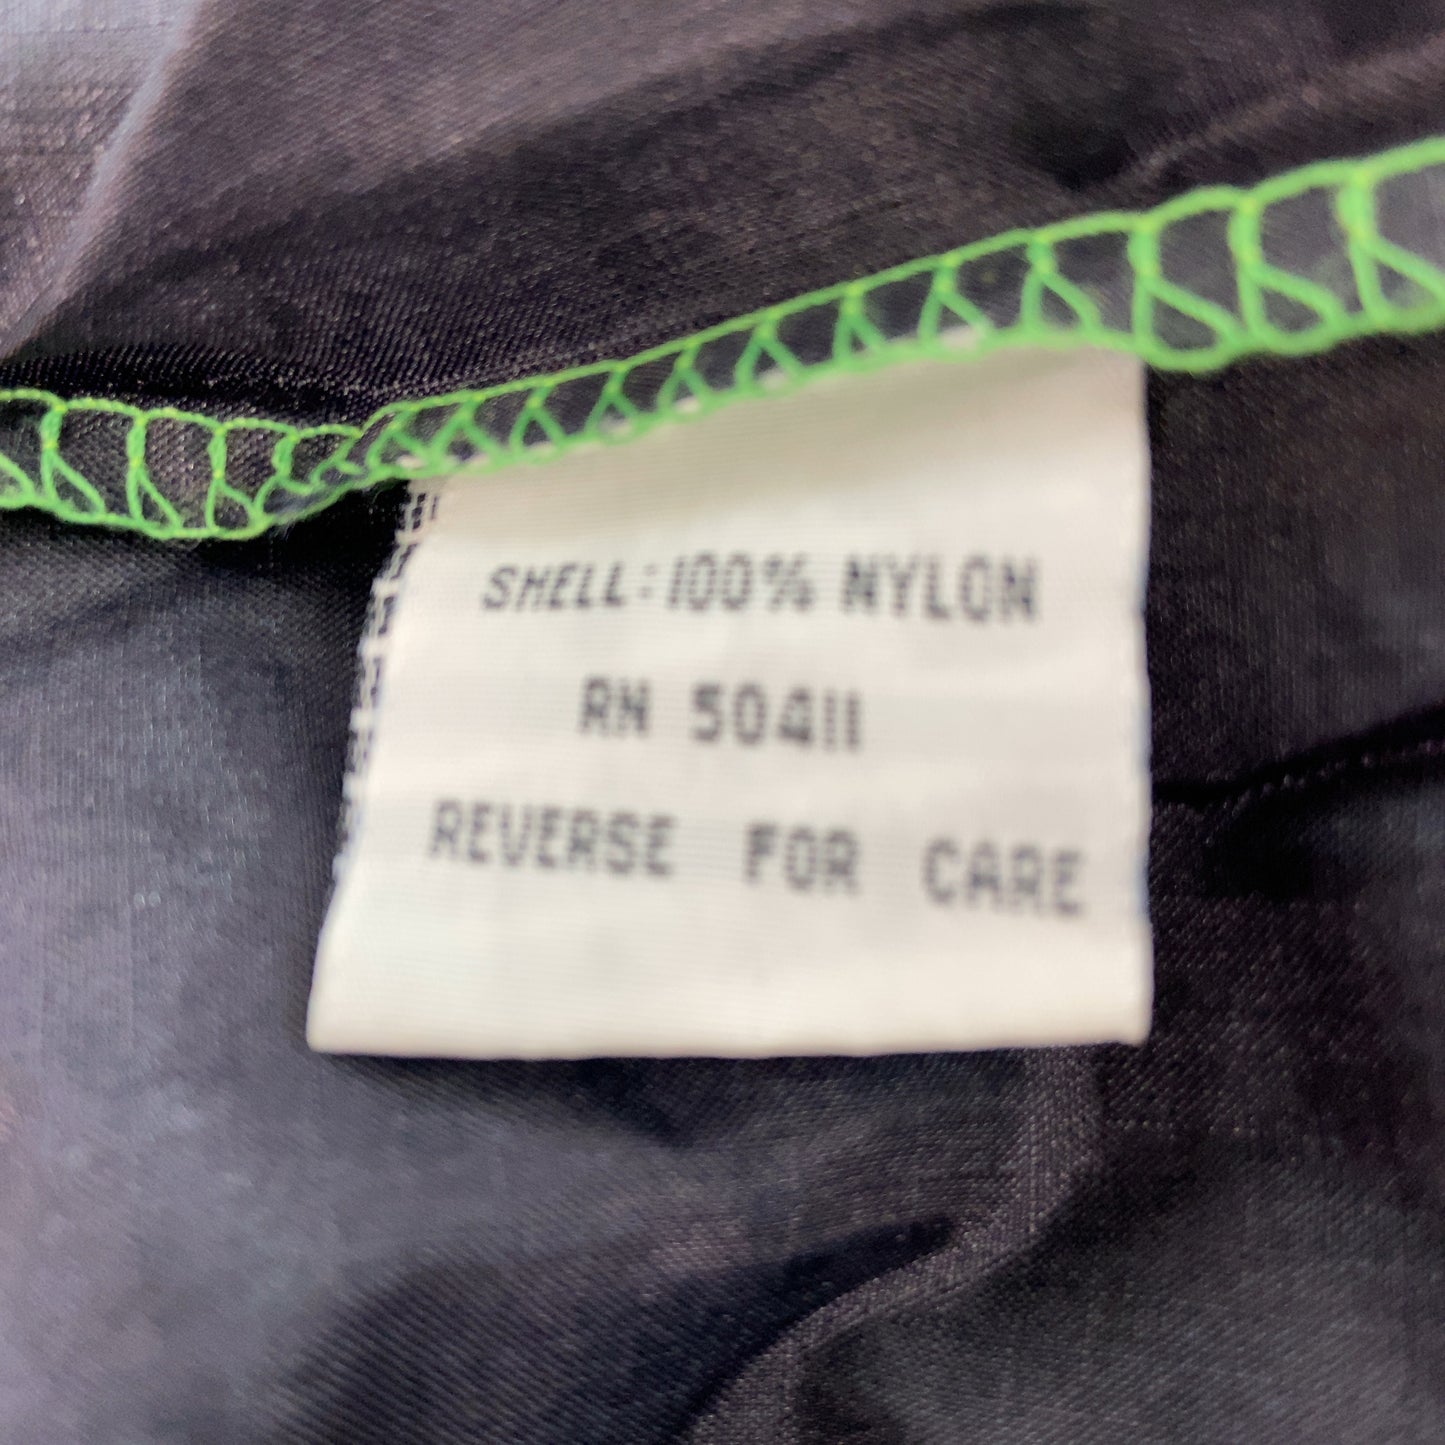 SHELL: 100% NYLON
RN 50411
REVERSE FOR CARE